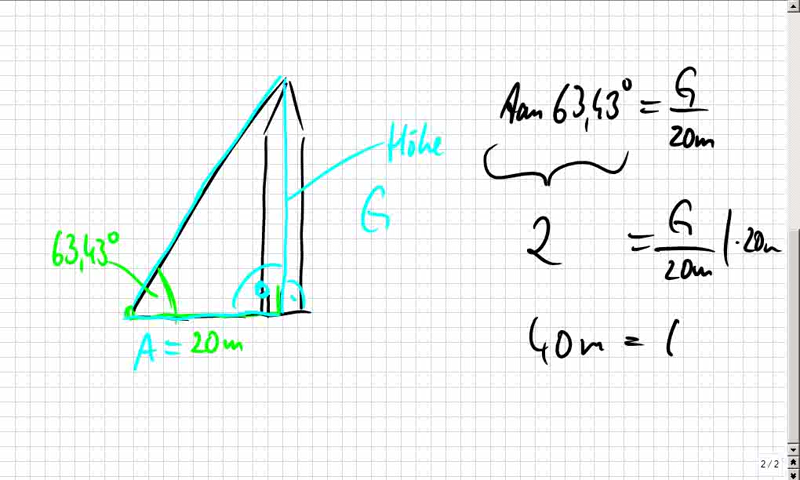 Höhe
G
63,43°
A = 20m
tan 63,43° = G/20m
2 = G/20m | ·20m
40m = (
2/2